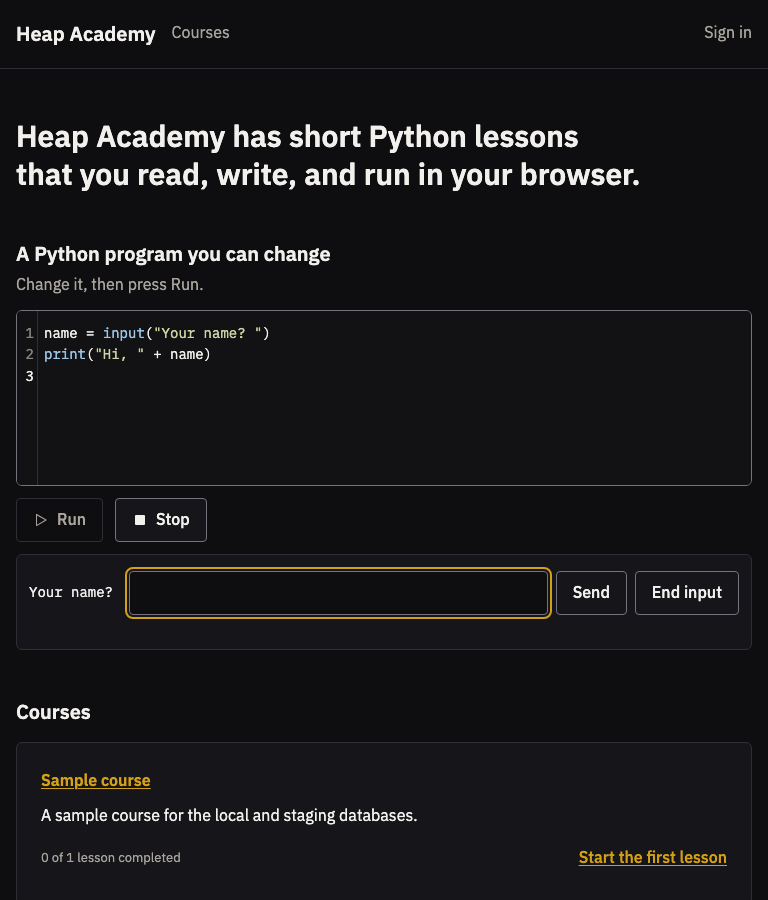 Heap Academy Courses Sign in
Heap Academy has short Python lessons
that you read, write, and run in your browser.
A Python program you can change
Change it, then press Run.
1 name = input("Your name? ")
2 print("Hi, " + name)
3
Run Stop
Your name? Send End input
Courses
Sample course
A sample course for the local and staging databases.
0 of 1 lesson completed Start the first lesson